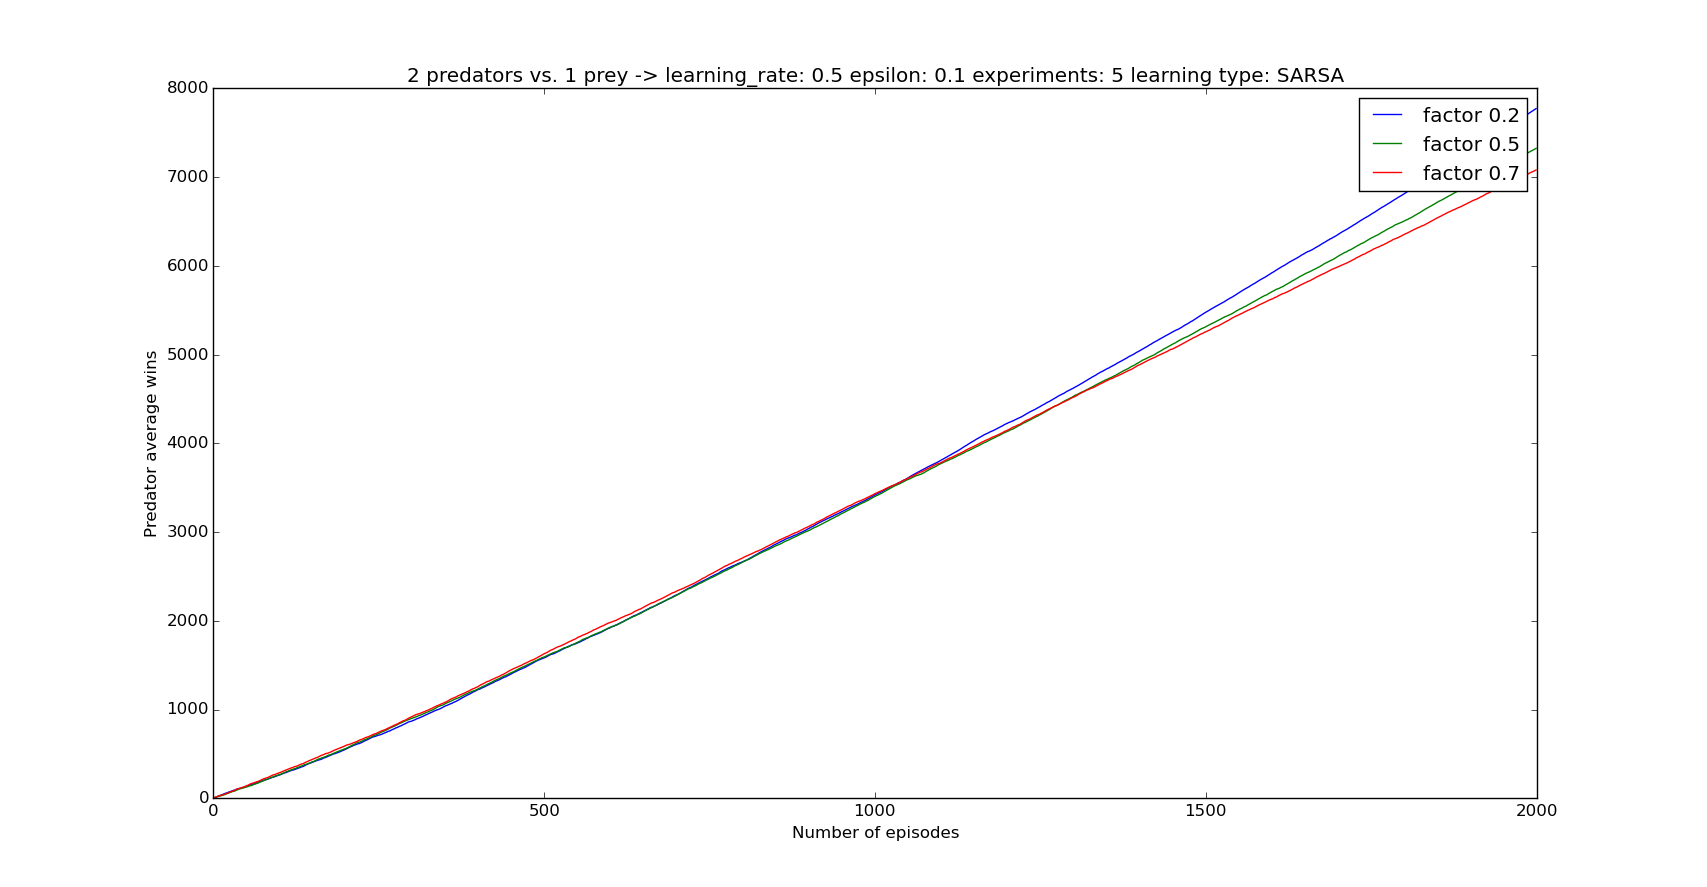 2 predators vs. 1 prey -> learning_rate: 0.5 epsilon: 0.1 experiments: 5 learning type: SARSA
8000
7000
6000
5000
4000
3000
2000
1000
0
Predator average wins
factor 0.2
factor 0.5
factor 0.7
0 500 1000 1500 2000
Number of episodes